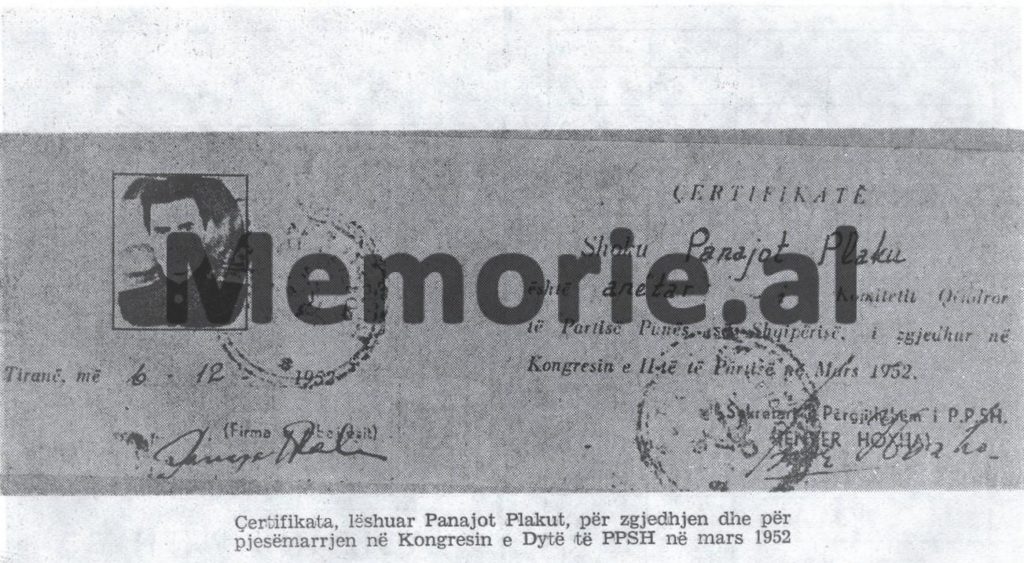 ÇERTIFIKATË
Shoku Panajot Plaku
është anetar i Komitetit Qëndror
të Partisë Punës Shqipërisë, i zgjedhur në
Kongresin e II-të të Partisë në Mars 1952.
Tiranë, më 6 - 12 - 1952
Sekretari i Përgjithshëm i P.P.SH.
(Firma
ENVER HOXHA
Memorie.al
Çertifikata, lëshuar Panajot Plakut, për zgjedhjen dhe për
pjesëmarrjen në Kongresin e Dytë të PPSH në mars 1952